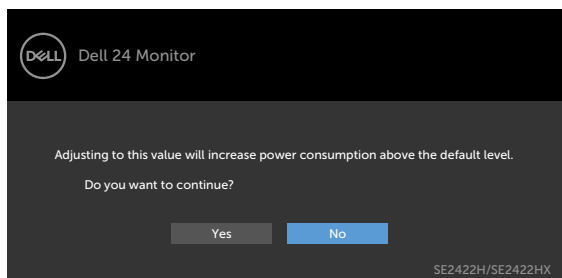 DELL
Dell 24 Monitor
Adjusting to this value will increase power consumption above the default level.
Do you want to continue?
Yes No
SE2422H/SE2422HX